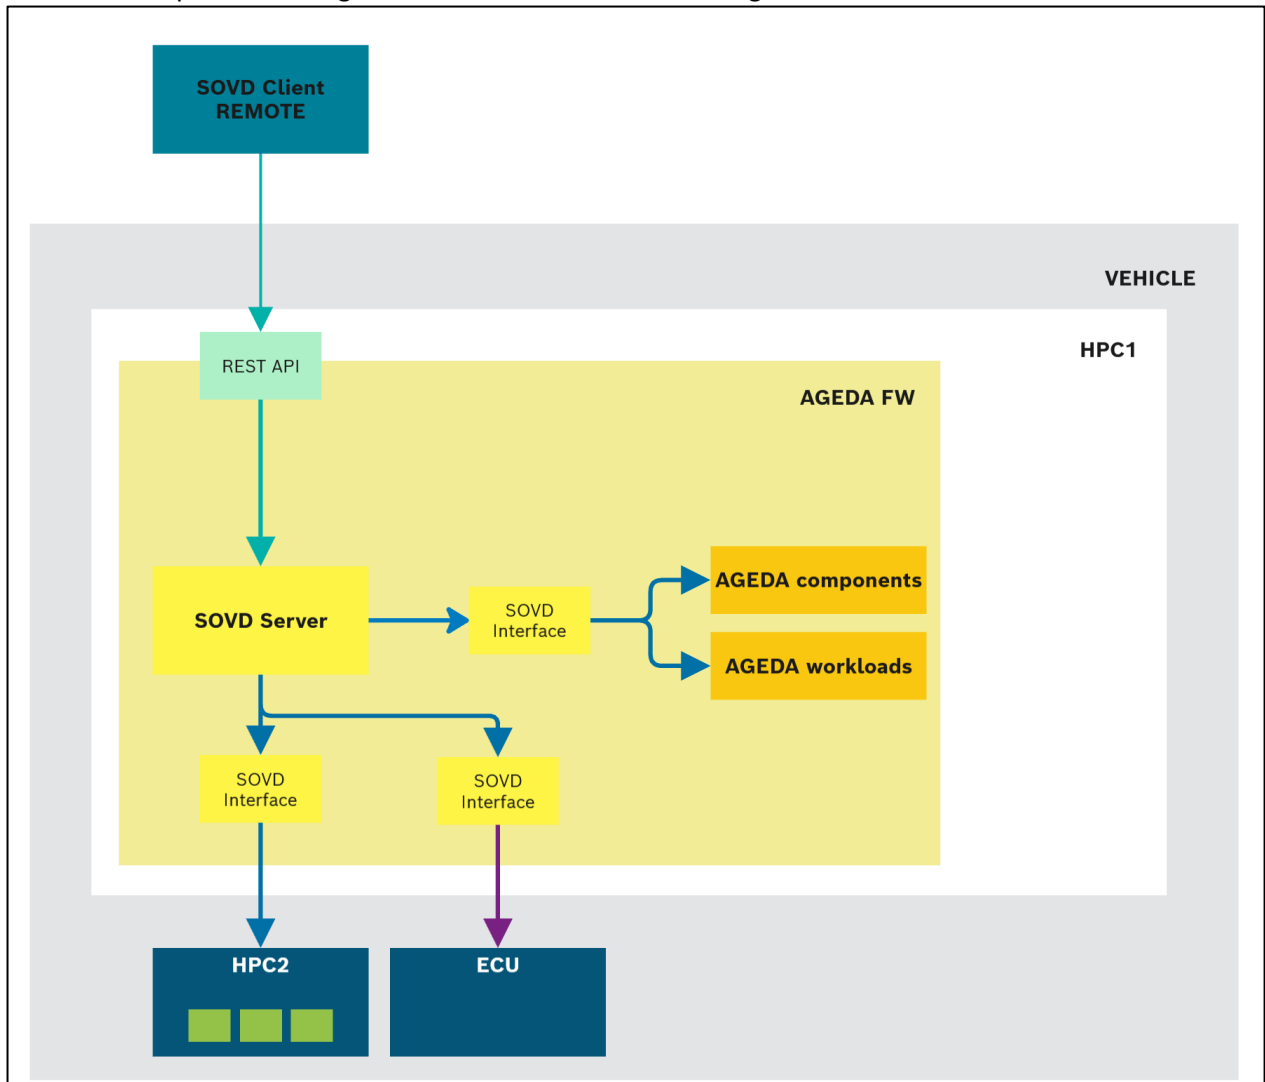 SOVD Client
REMOTE
VEHICLE
HPC1
REST API
AGEDA FW
AGEDA components
SOVD
Interface
SOVD Server
AGEDA workloads
SOVD
Interface
SOVD
Interface
HPC2
ECU